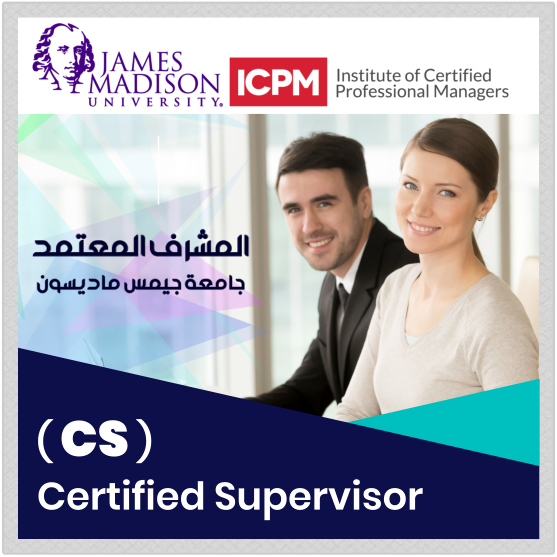 JAMES
MADISON
UNIVERSITY®
ICPM
Institute of Certified
Professional Managers
المشرف المعتمد
جامعة جيمس ماديسون
(CS)
Certified Supervisor